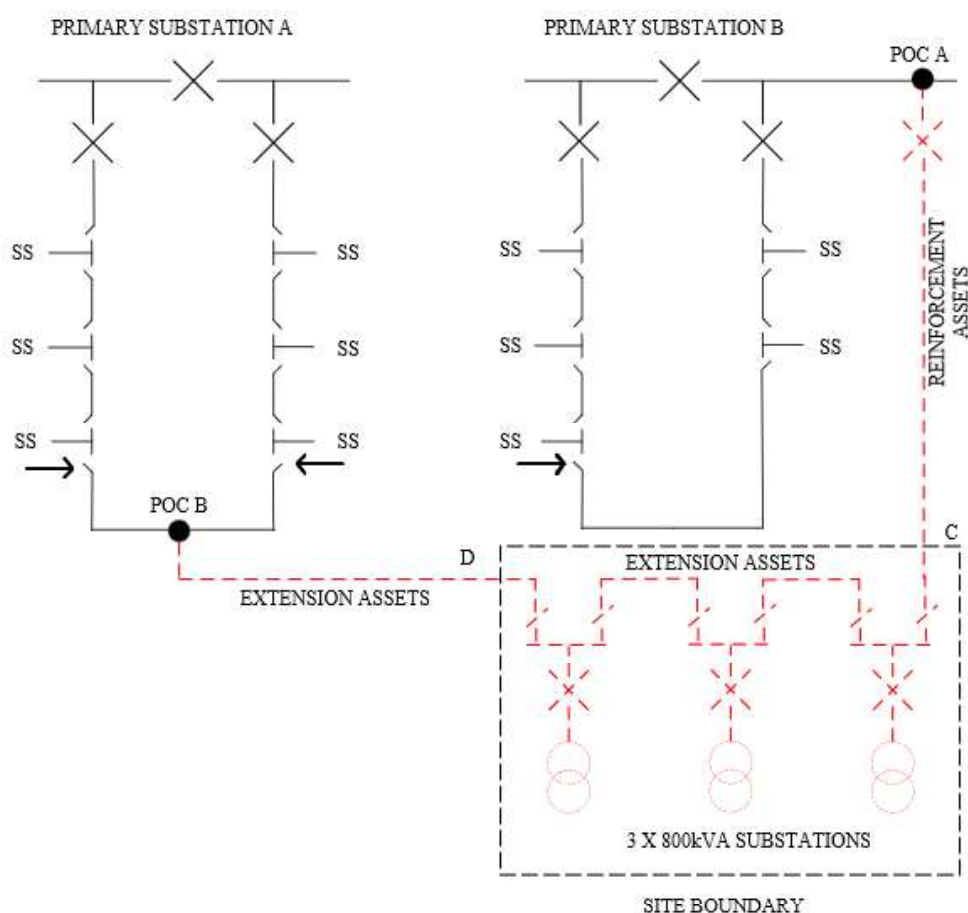 PRIMARY SUBSTATION A
PRIMARY SUBSTATION B
POC A
SS
SS
SS
SS
SS
SS
SS
SS
SS
SS
SS
REINFORCEMENT
ASSETS
POC B
D
C
EXTENSION ASSETS
EXTENSION ASSETS
3 X 800kVA SUBSTATIONS
SITE BOUNDARY